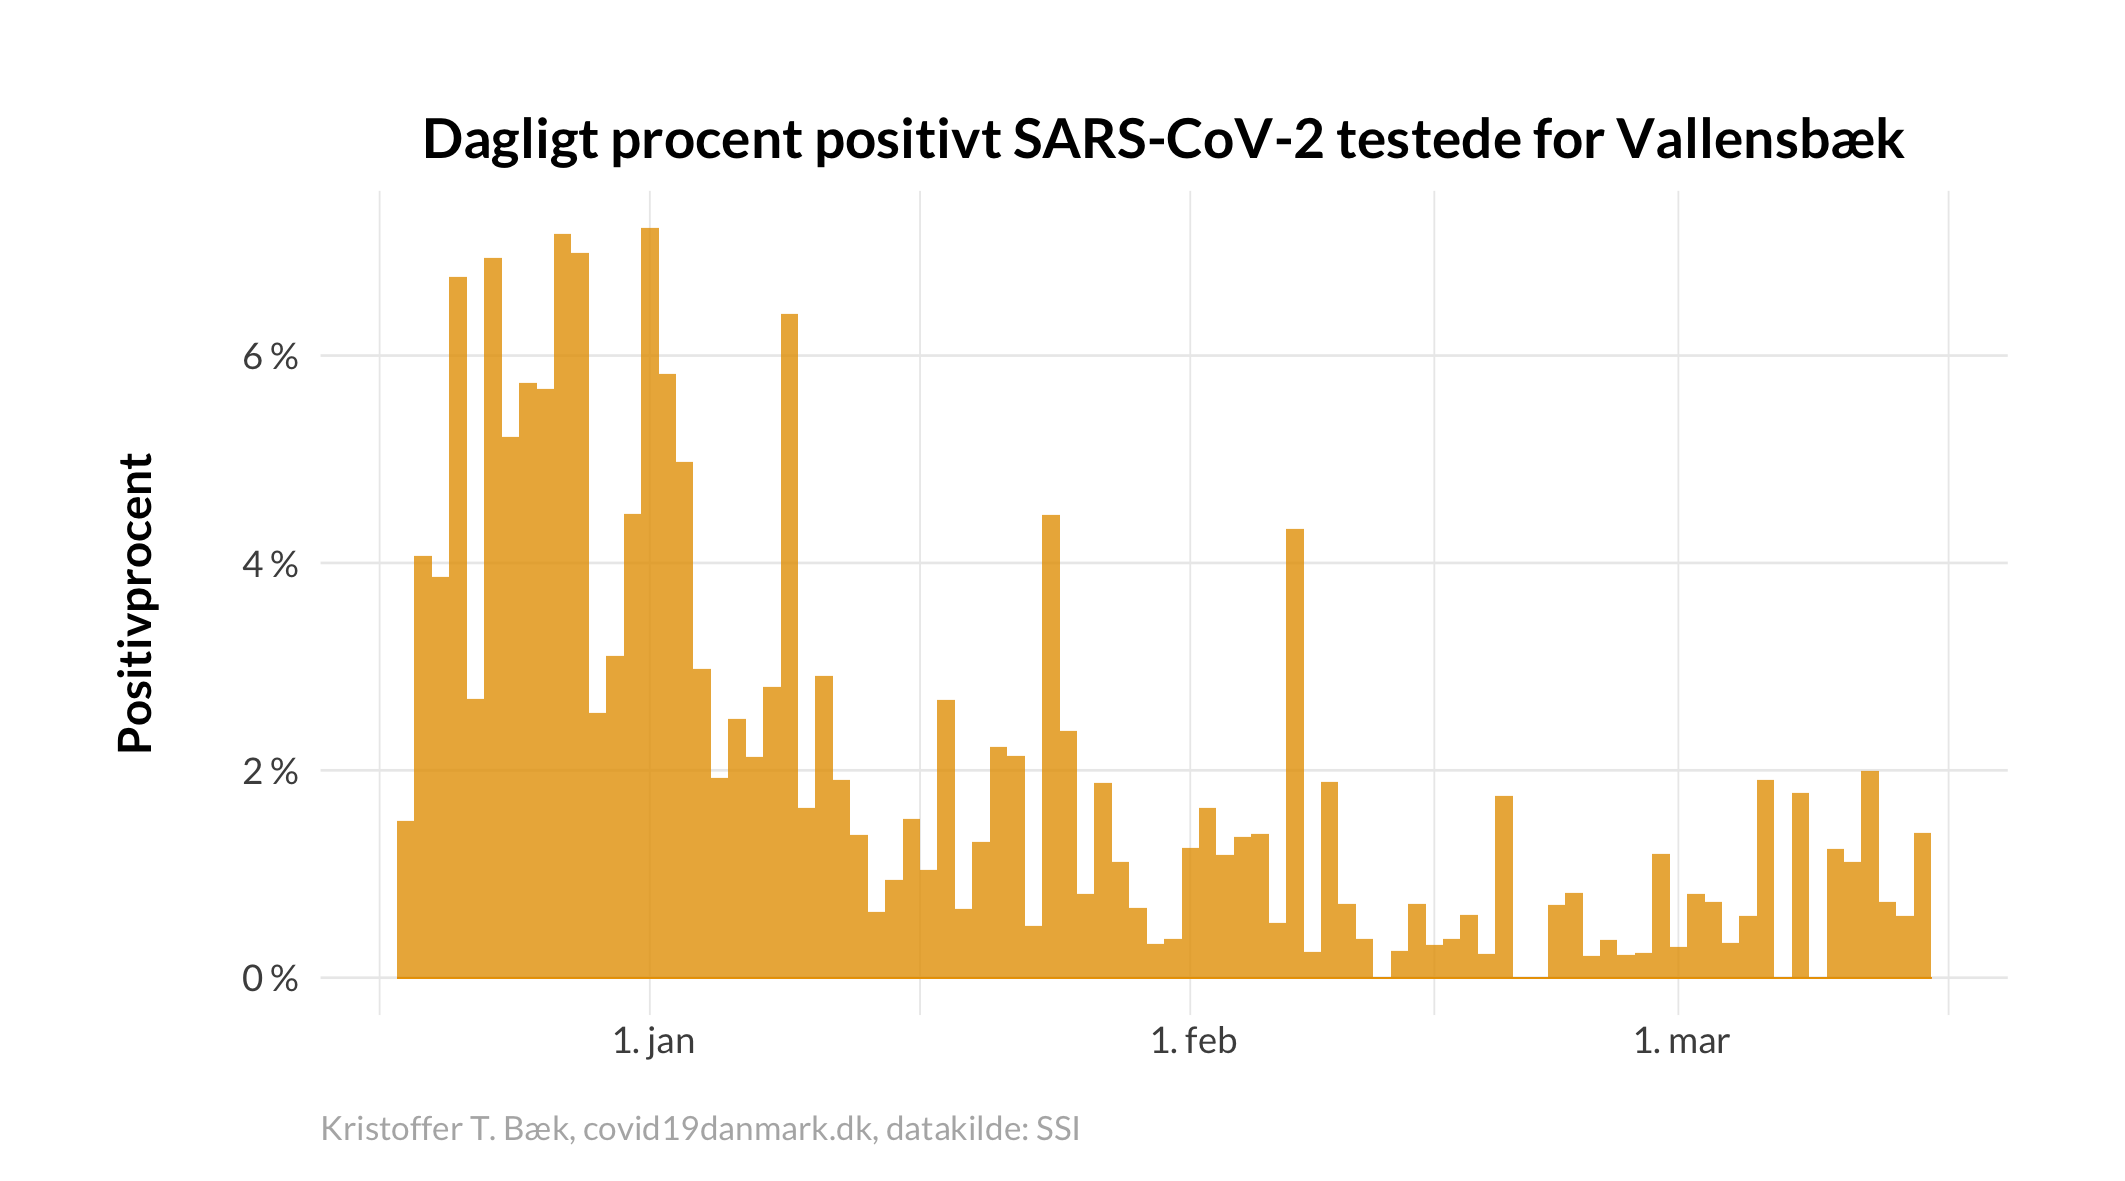 Dagligt procent positivt SARS-CoV-2 testede for Vallensbæk
Positivprocent
6 %
4 %
2 %
0 %
1. jan
1. feb
1. mar
Kristoffer T. Bæk, covid19danmark.dk, datakilde: SSI